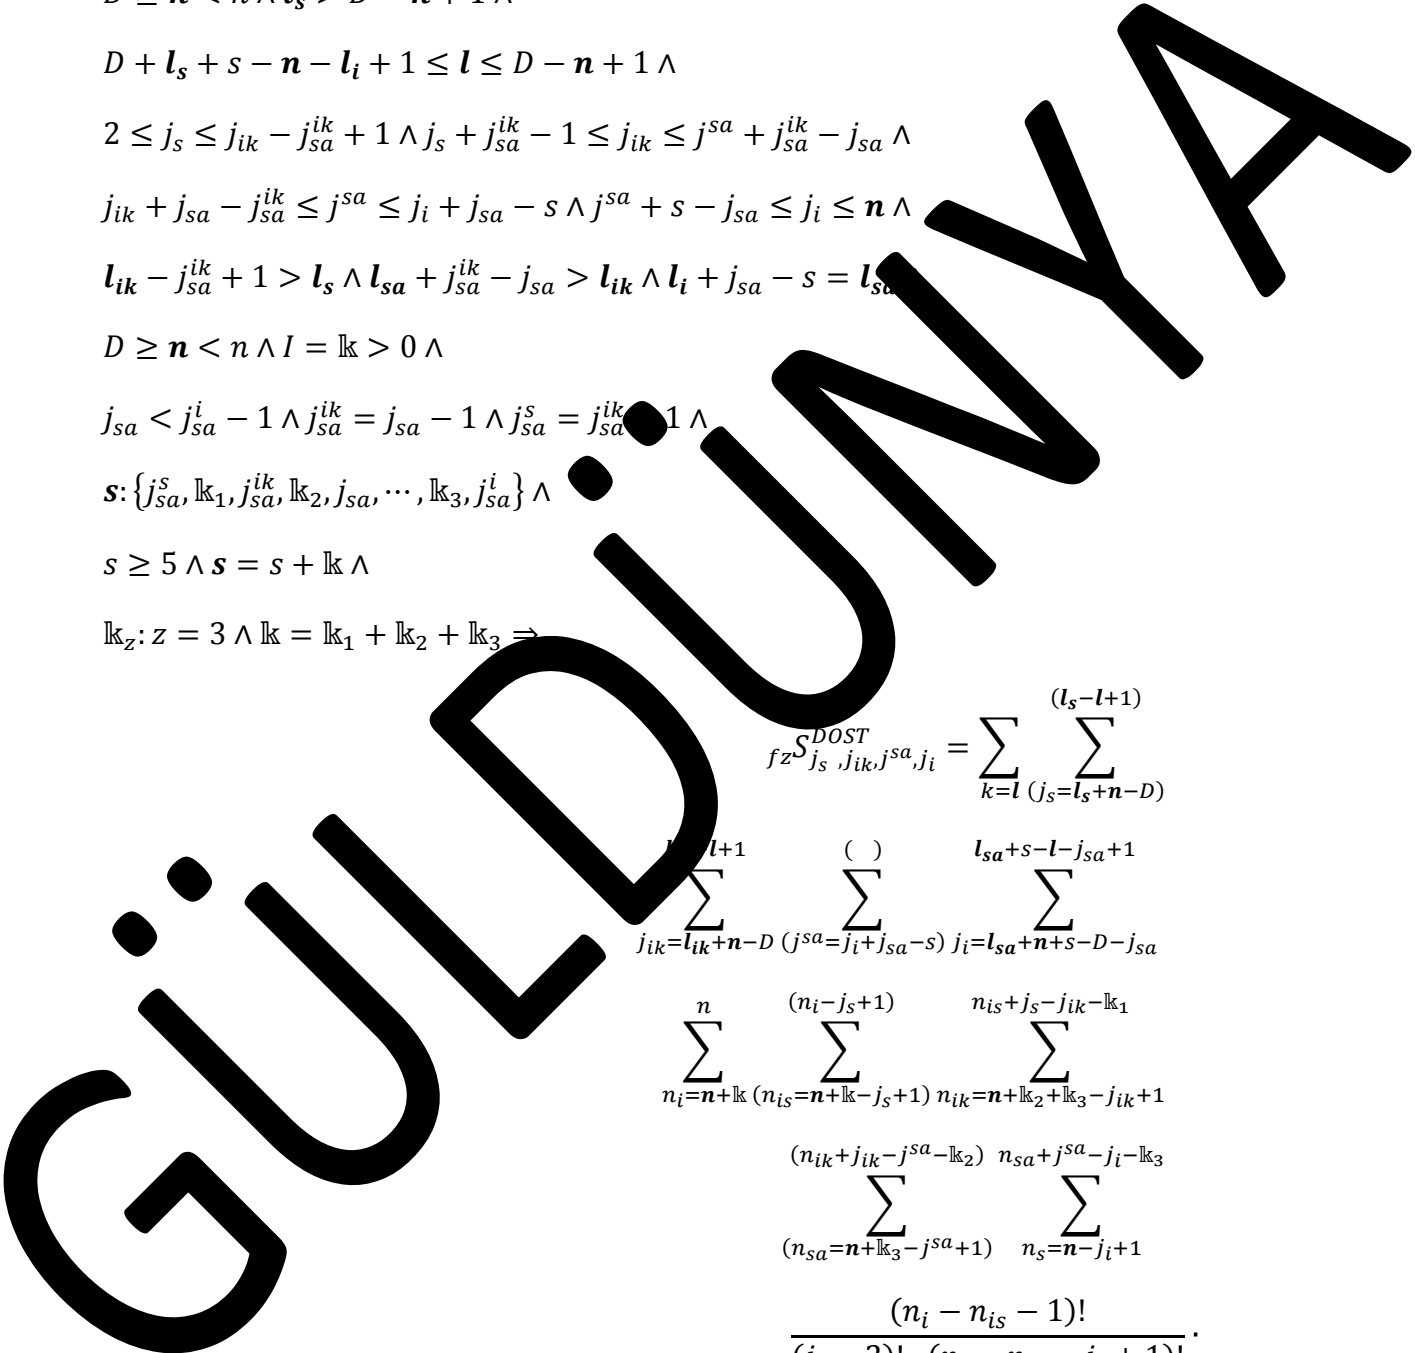 D + l_s + s − n − l_i + 1 ≤ l ≤ D − n + 1 ∧
2 ≤ j_s ≤ j_{ik} − j_{sa}^{ik} + 1 ∧ j_s + j_{sa}^{ik} − 1 ≤ j_{ik} ≤ j^{sa} + j_{sa}^{ik} − j_{sa} ∧
j_{ik} + j_{sa} − j_{sa}^{ik} ≤ j^{sa} ≤ j_i + j_{sa} − s ∧ j^{sa} + s − j_{sa} ≤ j_i ≤ n ∧
l_{ik} − j_{sa}^{ik} + 1 > l_s ∧ l_{sa} + j_{sa}^{ik} − j_{sa} > l_{ik} ∧ l_i + j_{sa} − s = l_{sa}
D ≥ n < n ∧ I = 𝕜 > 0 ∧
j_{sa} < j_{sa}^i − 1 ∧ j_{sa}^{ik} = j_{sa} − 1 ∧ j_{sa}^s = j_{sa}^{ik} 1 ∧
s: {j_{sa}^s, 𝕜_1, j_{sa}^{ik}, 𝕜_2, j_{sa}, ⋯, 𝕜_3, j_{sa}^i} ∧
s ≥ 5 ∧ s = s + 𝕜 ∧
𝕜_z: z = 3 ∧ 𝕜 = 𝕜_1 + 𝕜_2 + 𝕜_3 ⇒
_{fz}S_{j_s,j_{ik},j^{sa},j_i}^{DOST} = ∑_{k=l} ∑_{(j_s=l_s+n−D)}^{(l_s−l+1)}
∑_{j_{ik}=l_{ik}+n−D}^{l+1} ∑_{(j^{sa}=j_i+j_{sa}−s)}^{( )} ∑_{j_i=l_{sa}+n+s−D−j_{sa}}^{l_{sa}+s−l−j_{sa}+1}
∑_{n_i=n+𝕜}^{n} ∑_{(n_{is}=n+𝕜−j_s+1)}^{(n_i−j_s+1)} ∑_{n_{ik}=n+𝕜_2+𝕜_3−j_{ik}+1}^{n_{is}+j_s−j_{ik}−𝕜_1}
∑_{(n_{sa}=n+𝕜_3−j^{sa}+1)}^{(n_{ik}+j_{ik}−j^{sa}−𝕜_2)} ∑_{n_s=n−j_i+1}^{n_{sa}+j^{sa}−j_i−𝕜_3}
(n_i − n_{is} − 1)!
GÜLDÜNYA